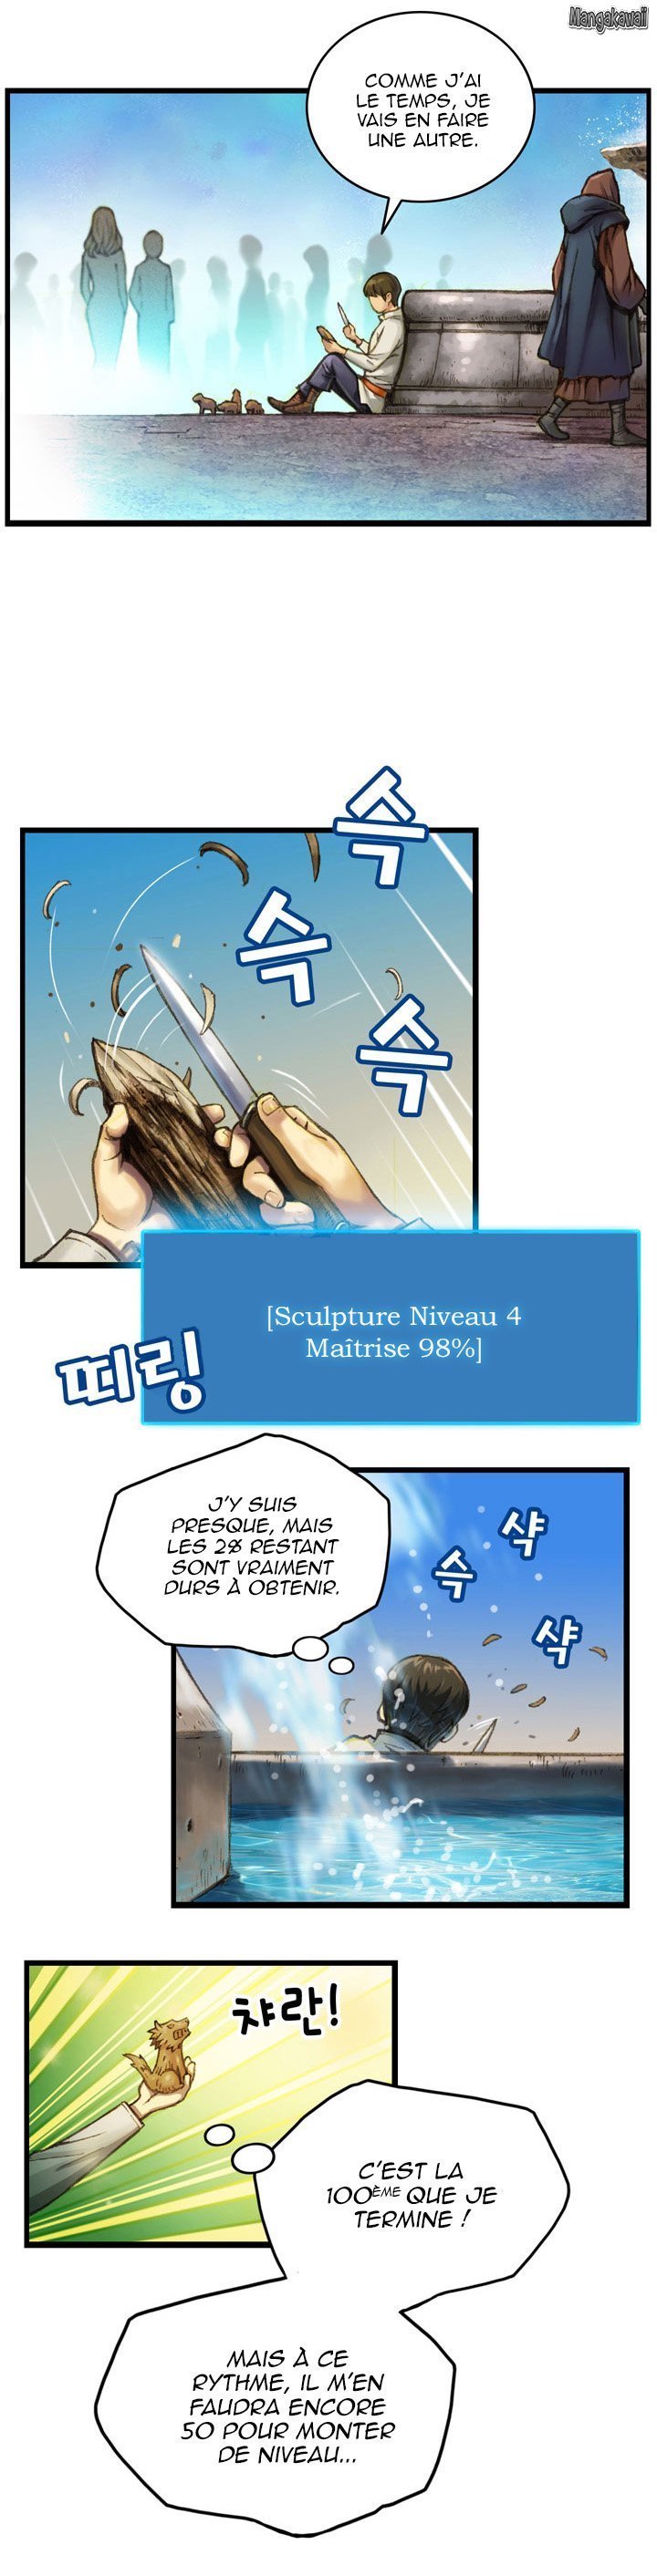 Mangakawaii
COMME J'AI
LE TEMPS, JE
VAIS EN FAIRE
UNE AUTRE.
슥
슥
슥
[Sculpture Niveau 4
Maîtrise 98%]
띠링
J'Y SUIS
PRESQUE, MAIS
LES 2% RESTANT
SONT VRAIMENT
DURS À OBTENIR.
샥
슥
샥
챠란!
C'EST LA
100ÈME QUE JE
TERMINE !
MAIS À CE
RYTHME, IL M'EN
FAUDRA ENCORE
50 POUR MONTER
DE NIVEAU...